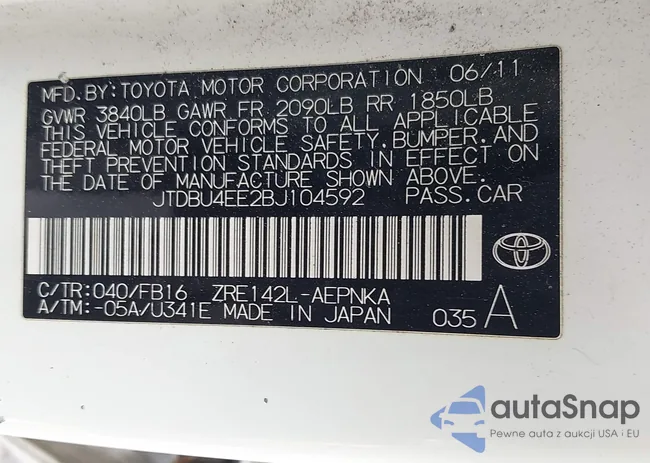 MFD. BY: TOYOTA MOTOR CORPORATION 06/11
GVWR 3840LB GAWR FR 2090LB RR 1850LB
THIS VEHICLE CONFORMS TO ALL APPLICABLE
FEDERAL MOTOR VEHICLE SAFETY, BUMPER, AND
THEFT PREVENTION STANDARDS IN EFFECT ON
THE DATE OF MANUFACTURE SHOWN ABOVE.
JTDBU4EE2BJ104592 PASS. CAR
C/TR: 040/FB16 ZRE142L-AEPNKA
A/TM: -05A/U341E MADE IN JAPAN 035 A
autaSnap
Pewne auta z aukcji USA i EU